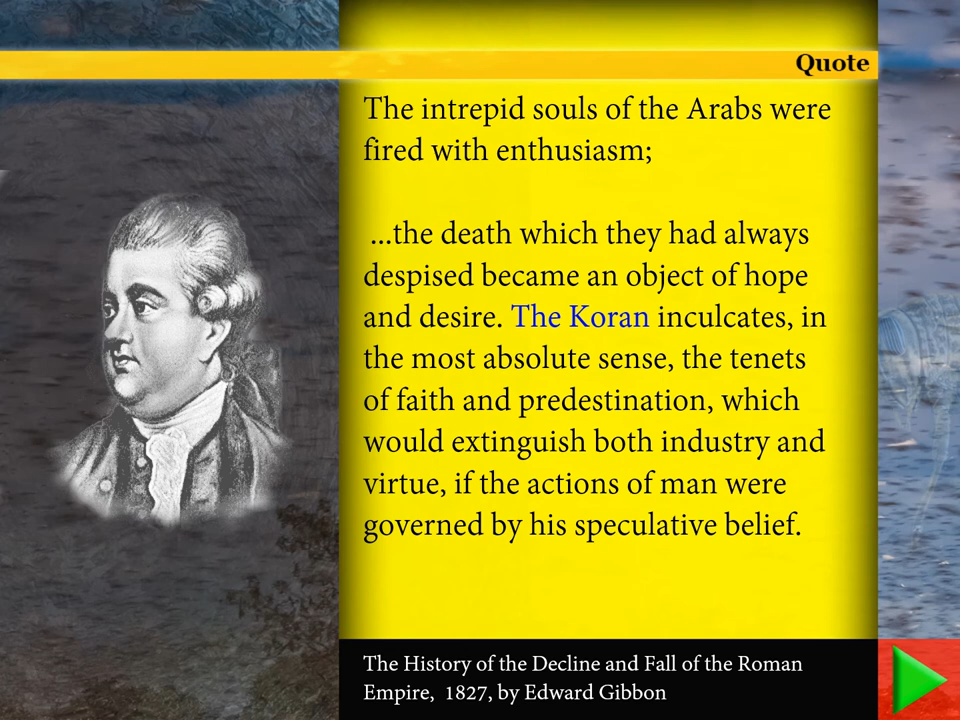 Quote
The intrepid souls of the Arabs were
fired with enthusiasm;
...the death which they had always
despised became an object of hope
and desire. The Koran inculcates, in
the most absolute sense, the tenets
of faith and predestination, which
would extinguish both industry and
virtue, if the actions of man were
governed by his speculative belief.
The History of the Decline and Fall of the Roman
Empire,  1827, by Edward Gibbon